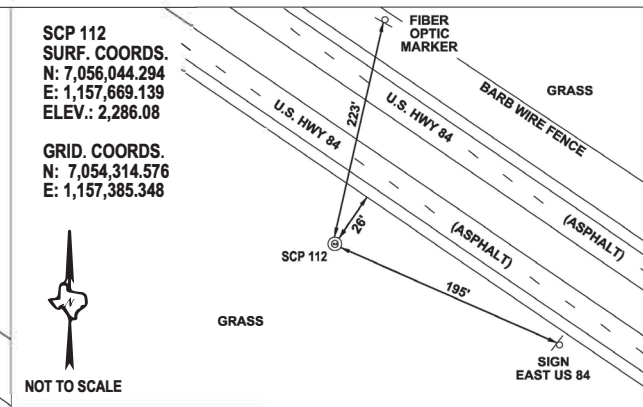 SCP 112
SURF. COORDS.
N: 7,056,044.294
E: 1,157,669.139
ELEV.: 2,286.08
GRID. COORDS.
N: 7,054,314.576
E: 1,157,385.348
N
NOT TO SCALE
FIBER
OPTIC
MARKER
GRASS
BARB WIRE FENCE
U.S. HWY 84
U.S. HWY 84
223'
(ASPHALT)
(ASPHALT)
26'
SCP 112
195'
GRASS
SIGN
EAST US 84